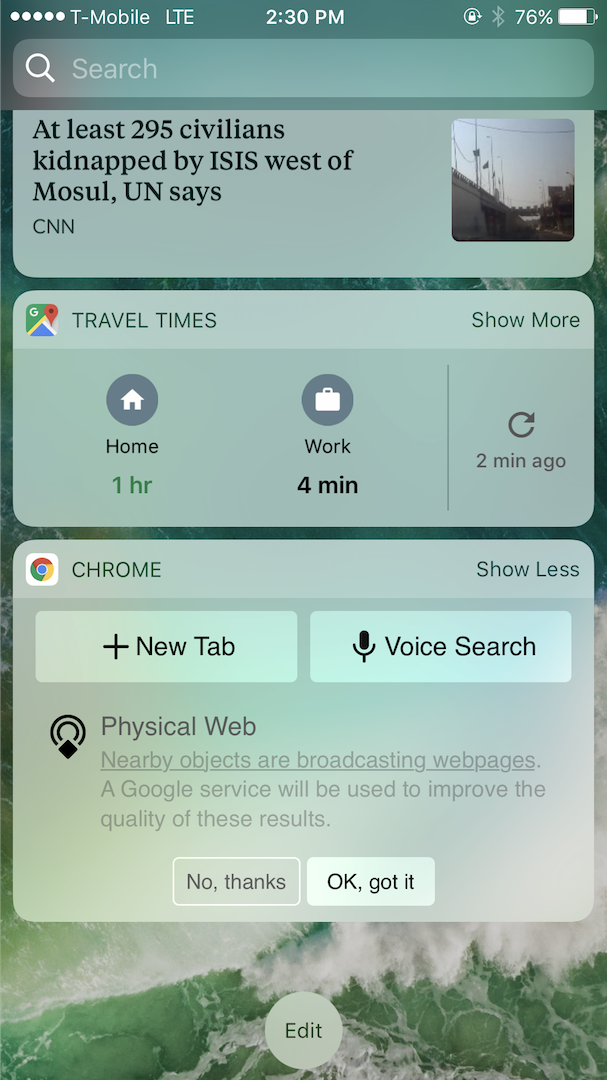 T-Mobile LTE 2:30 PM 76%
Search
At least 295 civilians
kidnapped by ISIS west of
Mosul, UN says
CNN
TRAVEL TIMES Show More
Home Work
1 hr 4 min
2 min ago
CHROME Show Less
New Tab Voice Search
Physical Web
Nearby objects are broadcasting webpages.
A Google service will be used to improve the
quality of these results.
No, thanks OK, got it
Edit